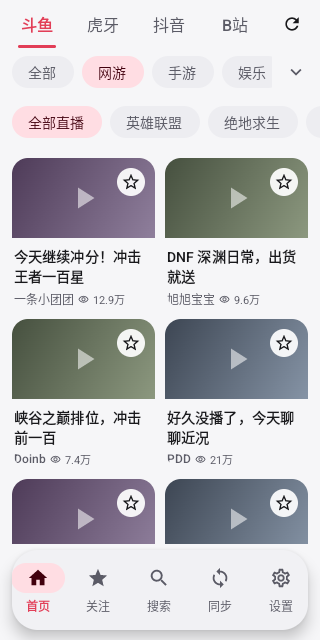 斗鱼 虎牙 抖音 B站
全部 网游 手游 娱乐
全部直播 英雄联盟 绝地求生
今天继续冲分！冲击 DNF 深渊日常，出货
王者一百星 就送
一条小团团 12.9万 旭旭宝宝 9.6万
峡谷之巅排位，冲击 好久没播了，今天聊
前一百 聊近况
Doinb 7.4万 PDD 21万
首页 关注 搜索 同步 设置